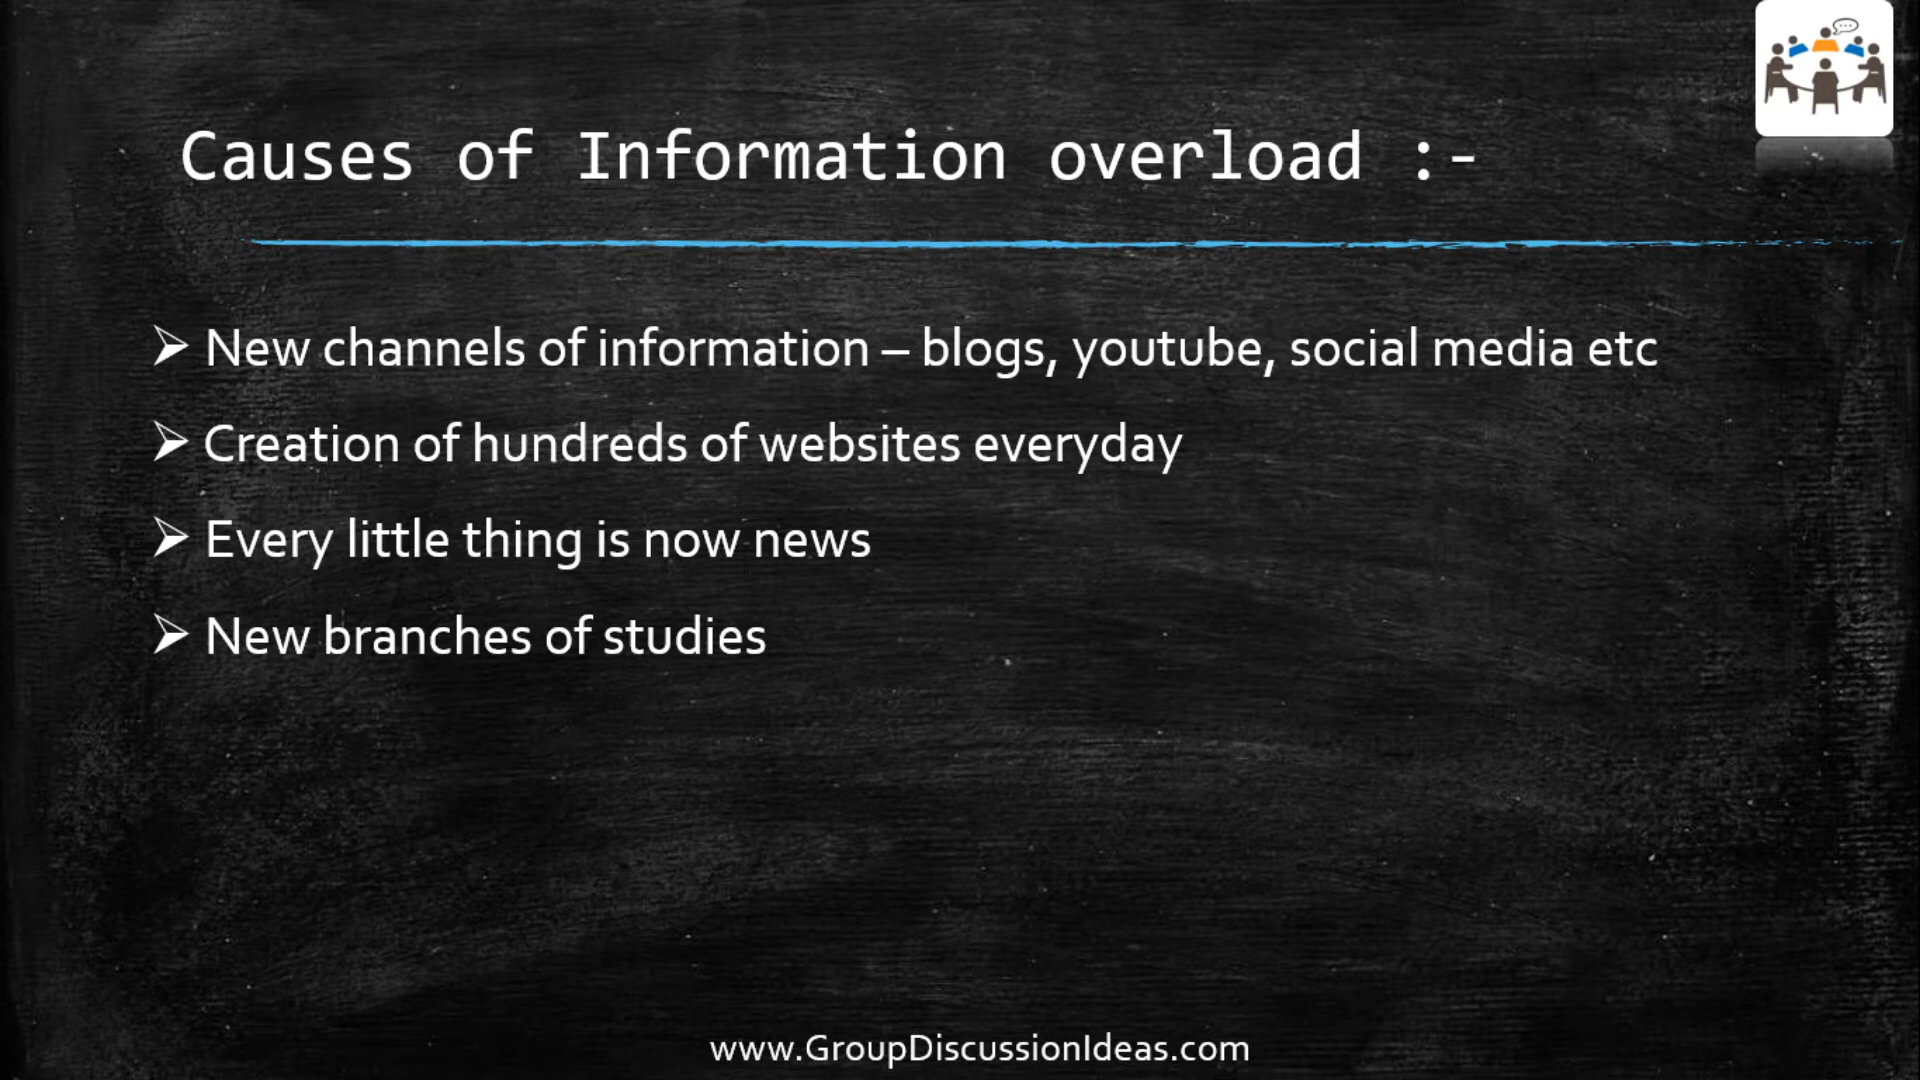 Causes of Information overload :-
➢ New channels of information – blogs, youtube, social media etc
➢ Creation of hundreds of websites everyday
➢ Every little thing is now news
➢ New branches of studies
www.GroupDiscussionIdeas.com